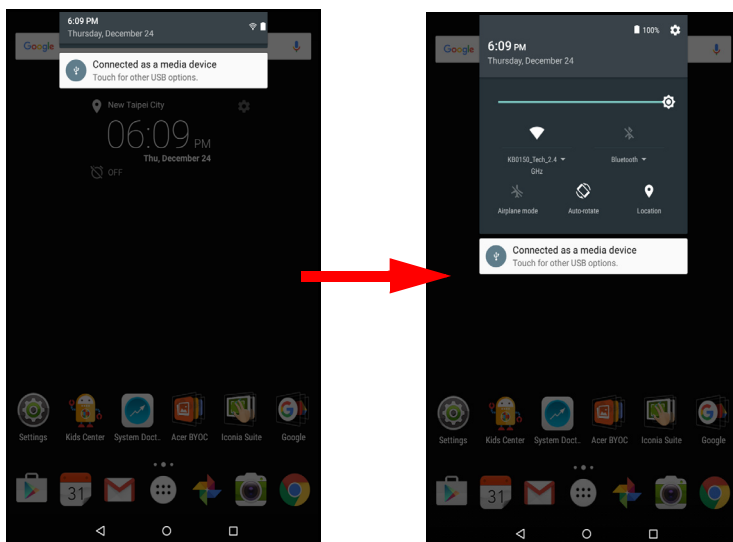 6:09 PM
Thursday, December 24
Google
Connected as a media device
Touch for other USB options.
New Taipei City
06:09 PM
Thu, December 24
OFF
Settings
Kids Center
System Doct..
Acer BYOC
Iconia Suite
Google
31
100%
6:09 PM
Thursday, December 24
Google
KB0150_Tech_2.4
GHz
Bluetooth
Airplane mode
Auto-rotate
Location
Connected as a media device
Touch for other USB options.
Settings
Kids Center
System Doct..
Acer BYOC
Iconia Suite
Google
31